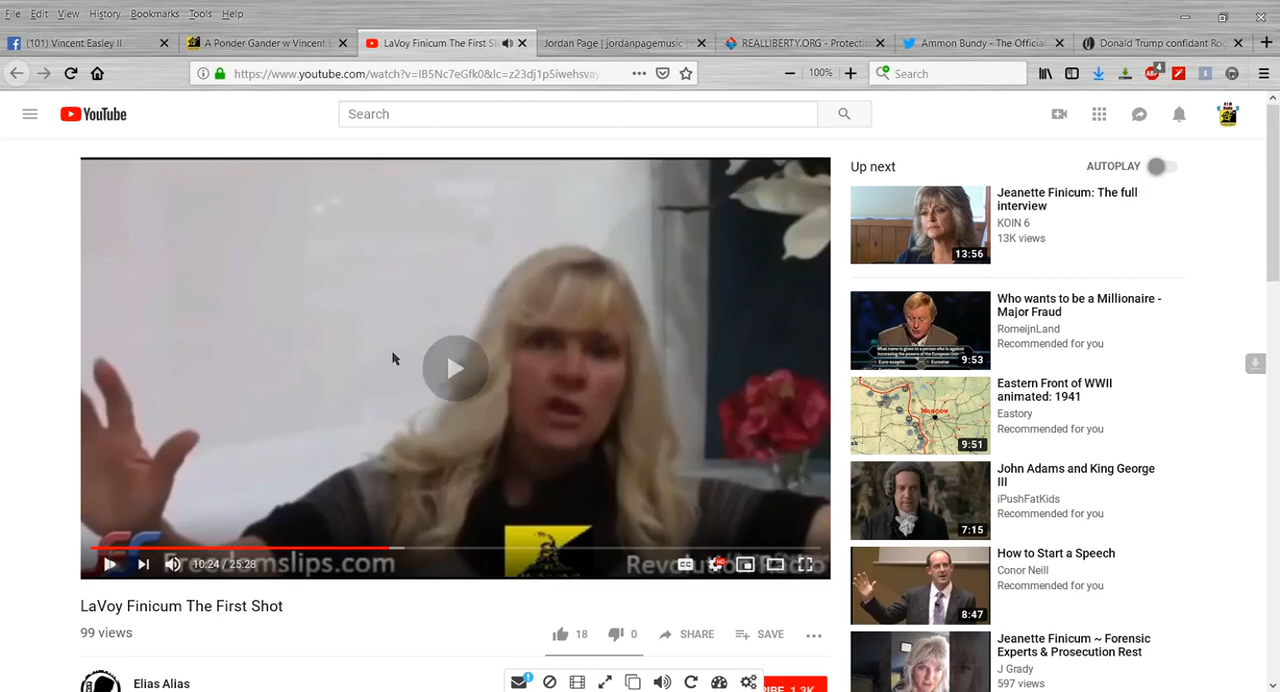 File Edit View History Bookmarks Tools Help
(101) Vincent Easley II
A Ponder Gander w Vincent
LaVoy Finicum The First S
Jordan Page | jordanpagemusic
REALLIBERTY.ORG - Protectin
Ammon Bundy - The Official
Donald Trump confidant Ro
https://www.youtube.com/watch?v=
100%
Search
4
YouTube
Search
Up next
AUTOPLAY
Jeanette Finicum: The full
interview
KOIN 6
13K views
13:56
Who wants to be a Millionaire -
Major Fraud
RomeijnLand
Recommended for you
9:53
Eastern Front of WWII
animated: 1941
Eastory
Recommended for you
Moscow
9:51
John Adams and King George
III
iPushFatKids
Recommended for you
7:15
How to Start a Speech
Conor Neill
Recommended for you
8:47
Jeanette Finicum ~ Forensic
Experts & Prosecution Rest
J Grady
597 views
Freedomslips.com
Revolution Radio
10:24 / 25:28
LaVoy Finicum The First Shot
99 views
18
0
SHARE
SAVE
Elias Alias
1.3K